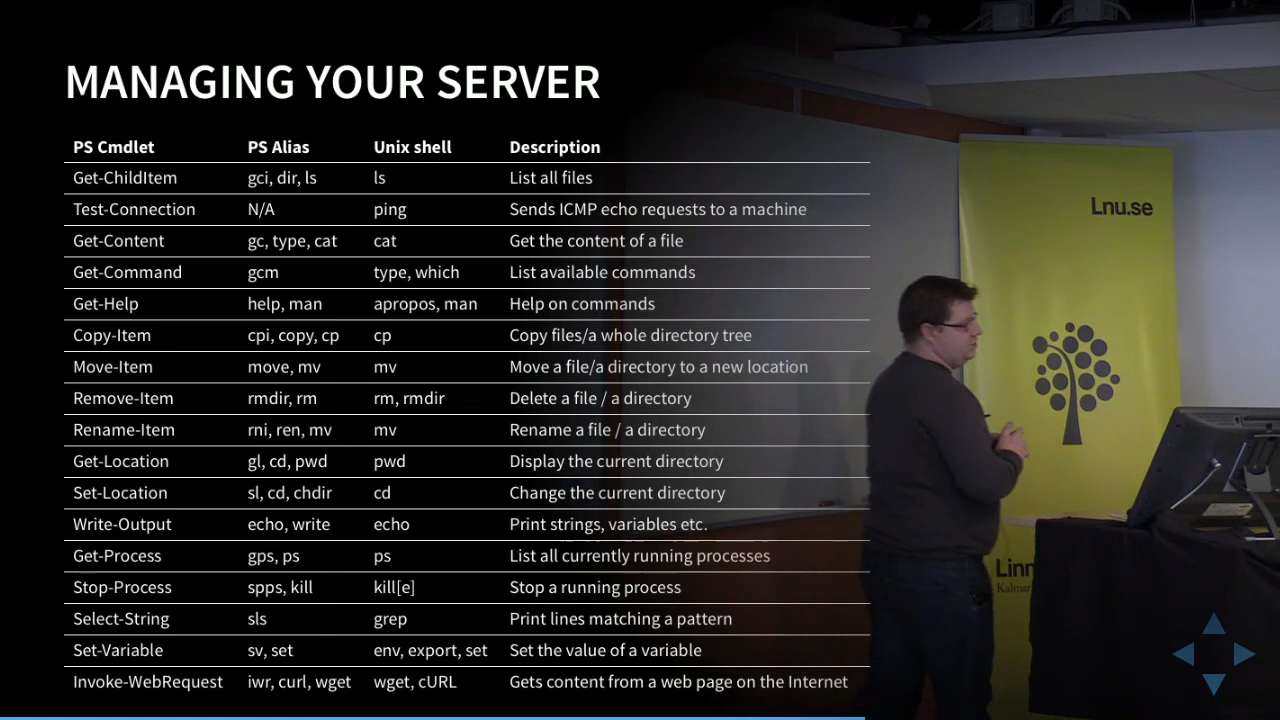 MANAGING YOUR SERVER
PS Cmdlet PS Alias Unix shell Description
Get-ChildItem gci, dir, ls ls List all files
Test-Connection N/A ping Sends ICMP echo requests to a machine
Get-Content gc, type, cat cat Get the content of a file
Get-Command gcm type, which List available commands
Get-Help help, man apropos, man Help on commands
Copy-Item cpi, copy, cp cp Copy files/a whole directory tree
Move-Item move, mv mv Move a file/a directory to a new location
Remove-Item rmdir, rm rm, rmdir Delete a file / a directory
Rename-Item rni, ren, mv mv Rename a file / a directory
Get-Location gl, cd, pwd pwd Display the current directory
Set-Location sl, cd, chdir cd Change the current directory
Write-Output echo, write echo Print strings, variables etc.
Get-Process gps, ps ps List all currently running processes
Stop-Process spps, kill kill[e] Stop a running process
Select-String sls grep Print lines matching a pattern
Set-Variable sv, set env, export, set Set the value of a variable
Invoke-WebRequest iwr, curl, wget wget, cURL Gets content from a web page on the Internet
Lnu.se